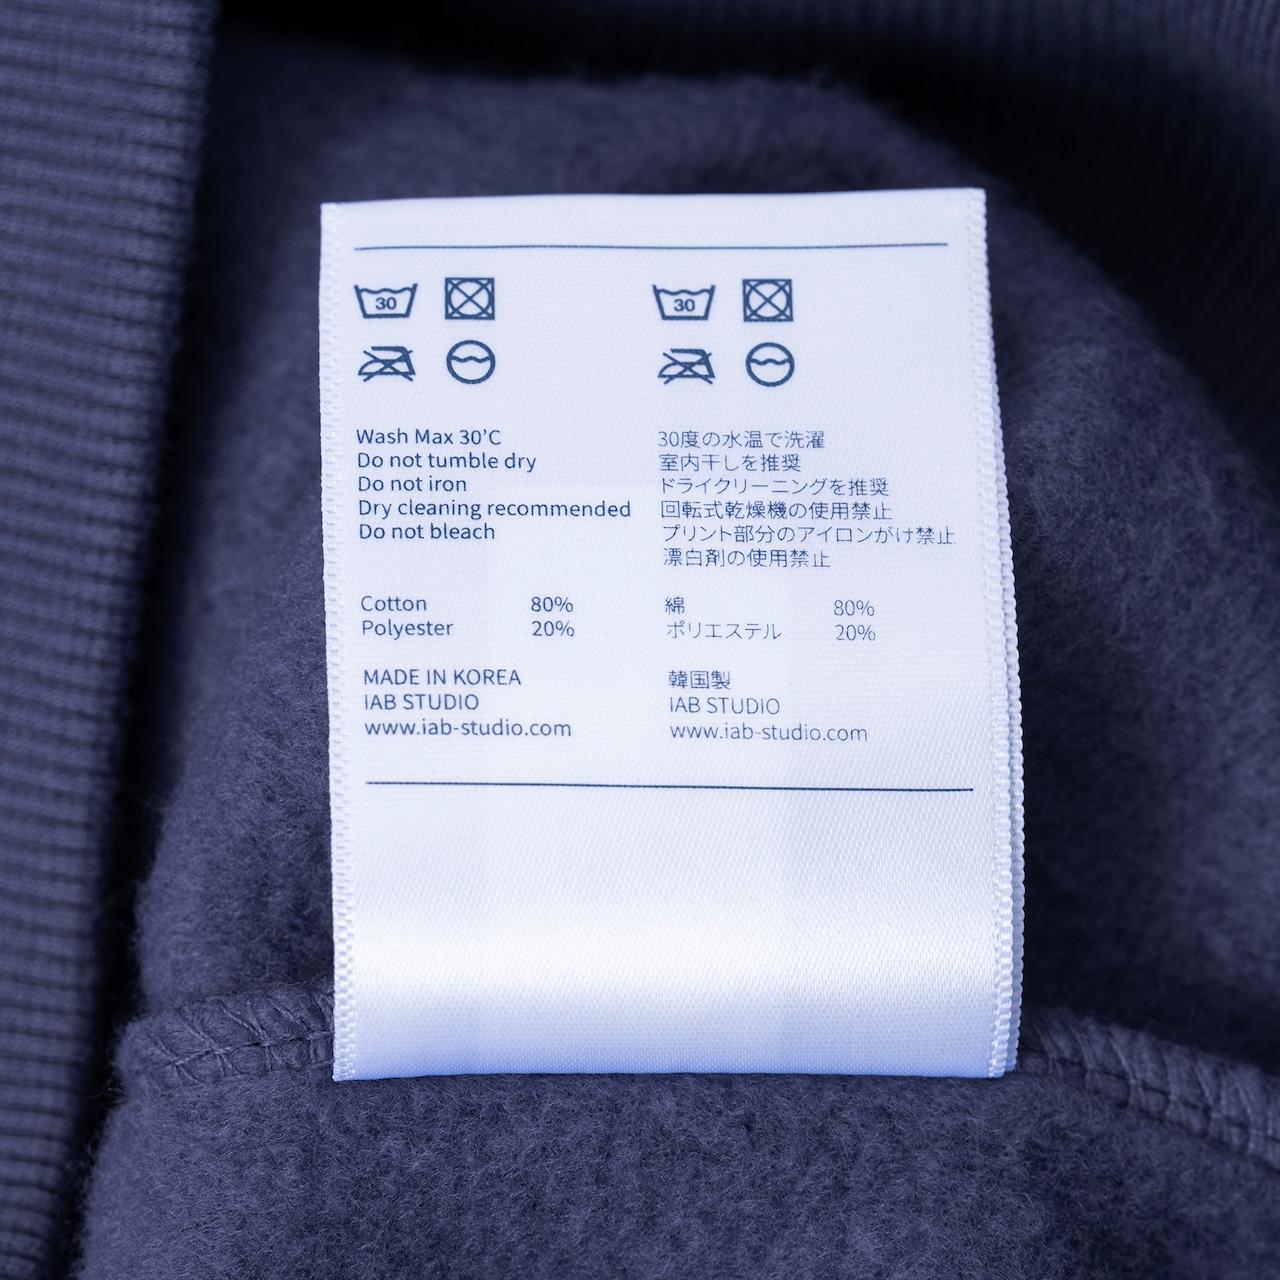 30
30
Wash Max 30’C
Do not tumble dry
Do not iron
Dry cleaning recommended
Do not bleach
Cotton 80%
Polyester 20%
MADE IN KOREA
IAB STUDIO
www.iab-studio.com
30度の水温で洗濯
室内干しを推奨
ドライクリーニングを推奨
回転式乾燥機の使用禁止
プリント部分のアイロンがけ禁止
漂白剤の使用禁止
綿 80%
ポリエステル 20%
韓国製
IAB STUDIO
www.iab-studio.com